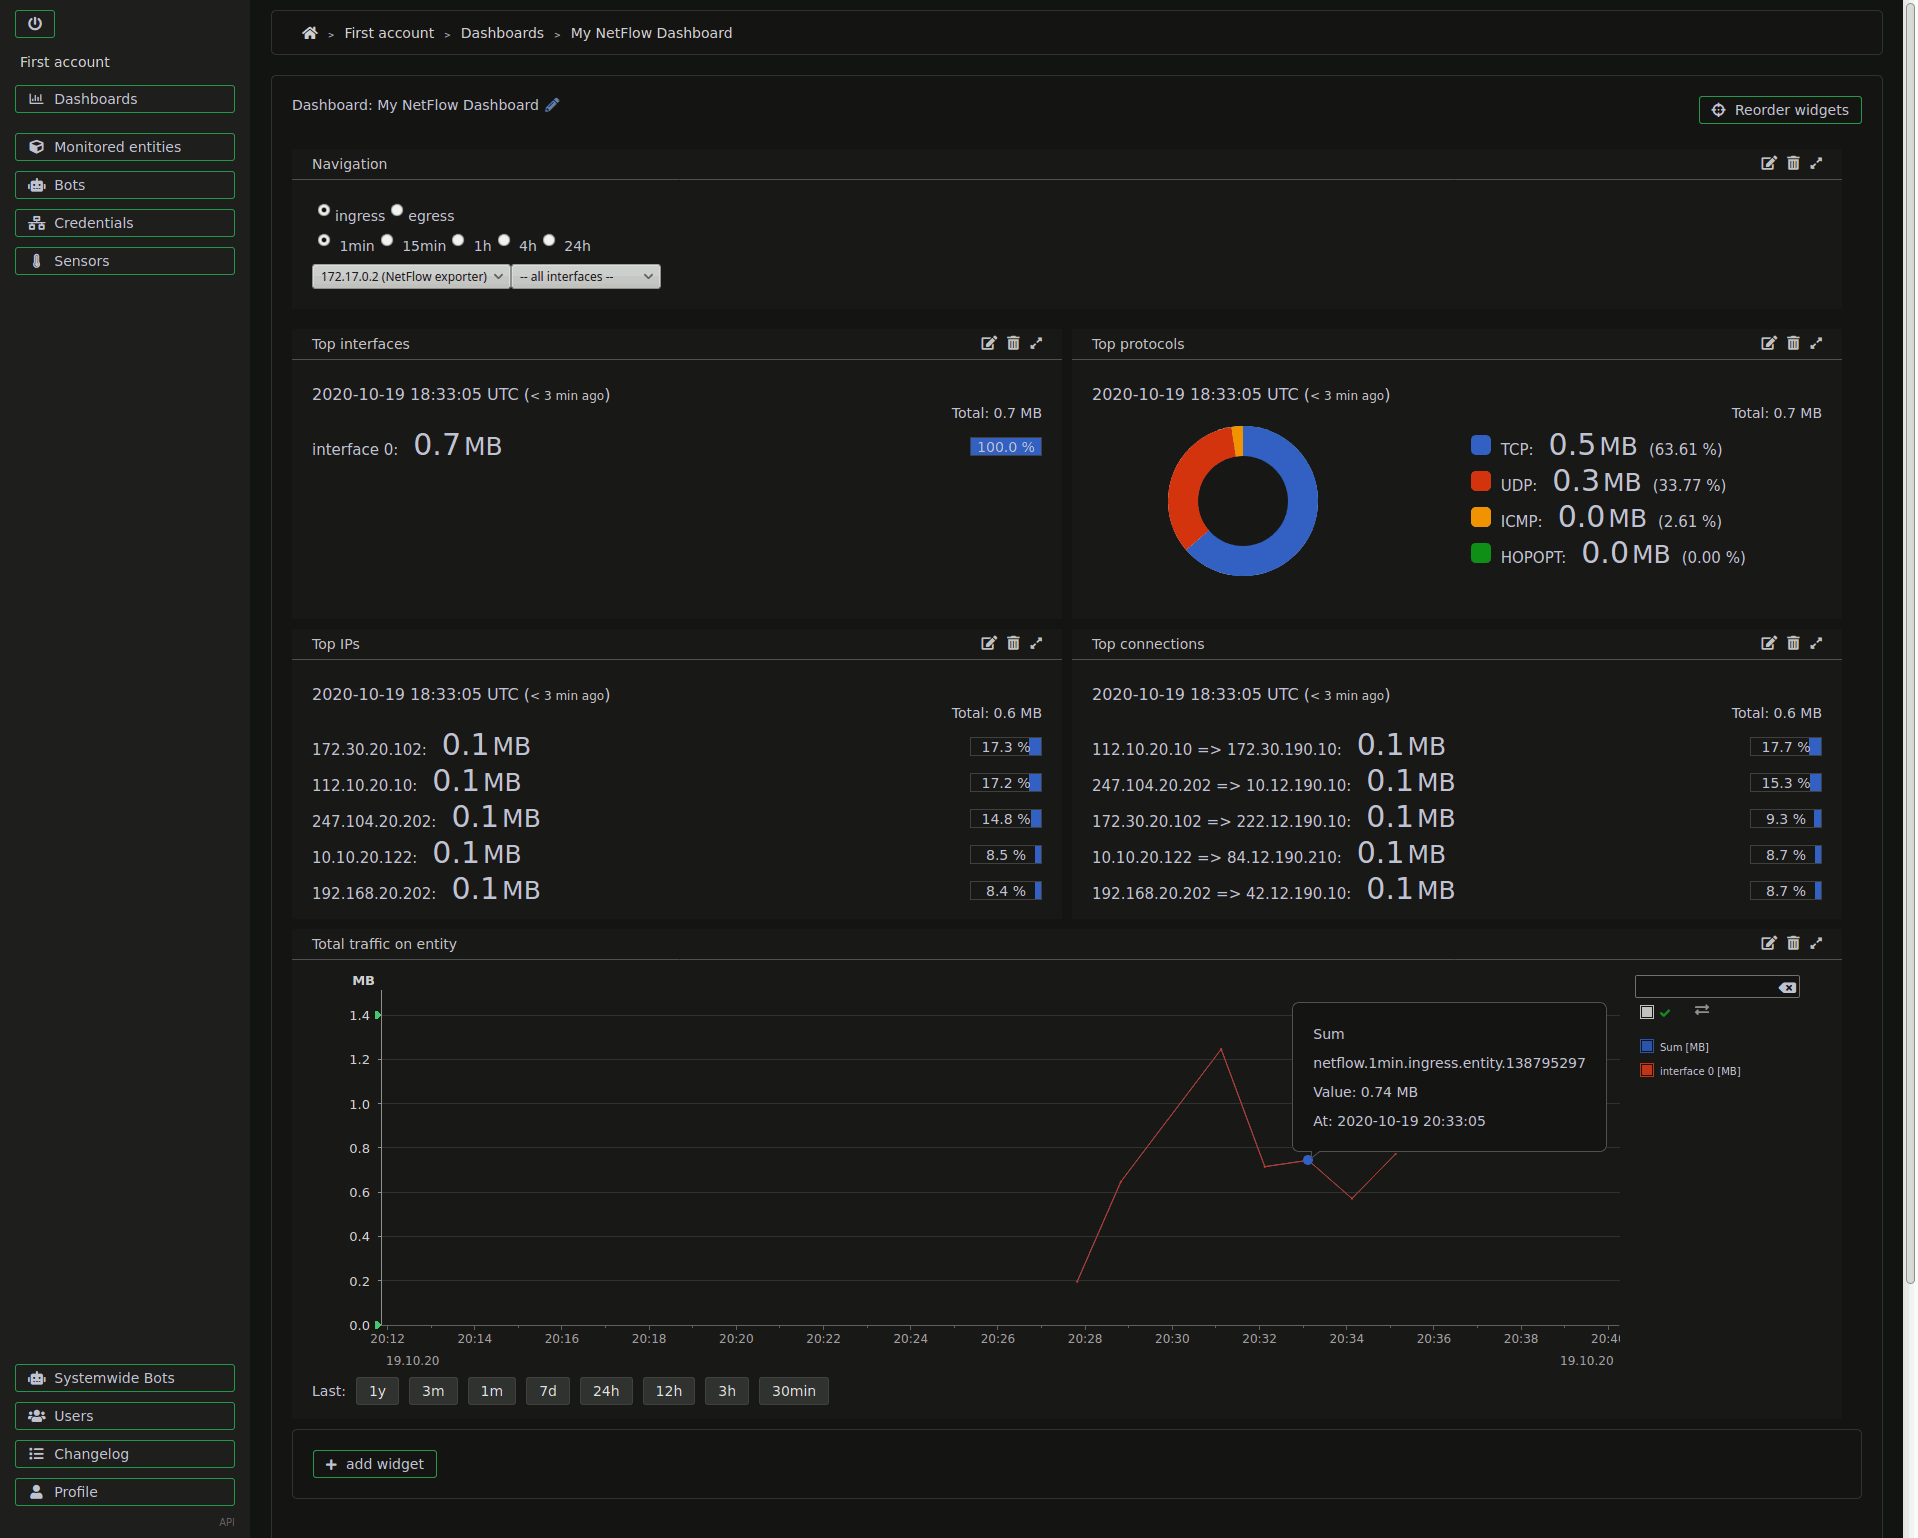 First account
Dashboards
Monitored entities
Bots
Credentials
Sensors
Systemwide Bots
Users
Changelog
Profile
API
> First account > Dashboards > My NetFlow Dashboard
Dashboard: My NetFlow Dashboard
Reorder widgets
Navigation
ingress egress
1min 15min 1h 4h 24h
172.17.0.2 (NetFlow exporter) -- all interfaces --
Top interfaces
2020-10-19 18:33:05 UTC (< 3 min ago)
Total: 0.7 MB
interface 0: 0.7 MB 100.0 %
Top protocols
2020-10-19 18:33:05 UTC (< 3 min ago)
Total: 0.7 MB
TCP: 0.5 MB (63.61 %)
UDP: 0.3 MB (33.77 %)
ICMP: 0.0 MB (2.61 %)
HOPOPT: 0.0 MB (0.00 %)
Top IPs
2020-10-19 18:33:05 UTC (< 3 min ago)
Total: 0.6 MB
172.30.20.102: 0.1 MB 17.3 %
112.10.20.10: 0.1 MB 17.2 %
247.104.20.202: 0.1 MB 14.8 %
10.10.20.122: 0.1 MB 8.5 %
192.168.20.202: 0.1 MB 8.4 %
Top connections
2020-10-19 18:33:05 UTC (< 3 min ago)
Total: 0.6 MB
112.10.20.10 => 172.30.190.10: 0.1 MB 17.7 %
247.104.20.202 => 10.12.190.10: 0.1 MB 15.3 %
172.30.20.102 => 222.12.190.10: 0.1 MB 9.3 %
10.10.20.122 => 84.12.190.210: 0.1 MB 8.7 %
192.168.20.202 => 42.12.190.10: 0.1 MB 8.7 %
Total traffic on entity
MB
1.4
1.2
1.0
0.8
0.6
0.4
0.2
0.0
Sum
netflow.1min.ingress.entity.138795297
Value: 0.74 MB
At: 2020-10-19 20:33:05
Sum [MB]
interface 0 [MB]
20:12 20:14 20:16 20:18 20:20 20:22 20:24 20:26 20:28 20:30 20:32 20:34 20:36 20:38
19.10.20 19.10.20
Last: 1y 3m 1m 7d 24h 12h 3h 30min
add widget